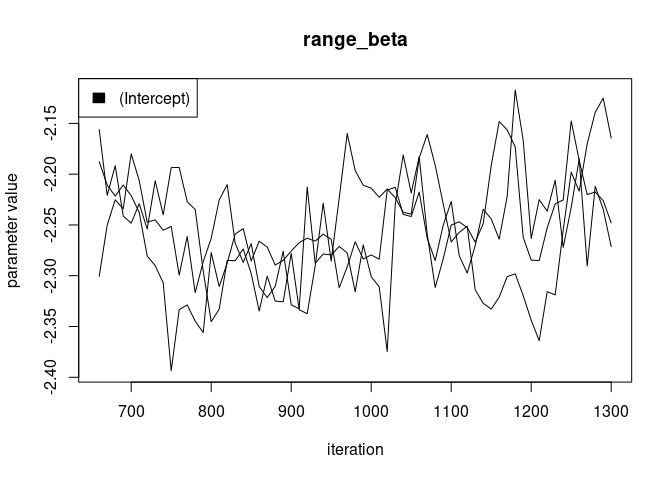 range_beta
(Intercept)
parameter value
-2.15
-2.20
-2.25
-2.30
-2.35
-2.40
700 800 900 1000 1100 1200 1300
iteration